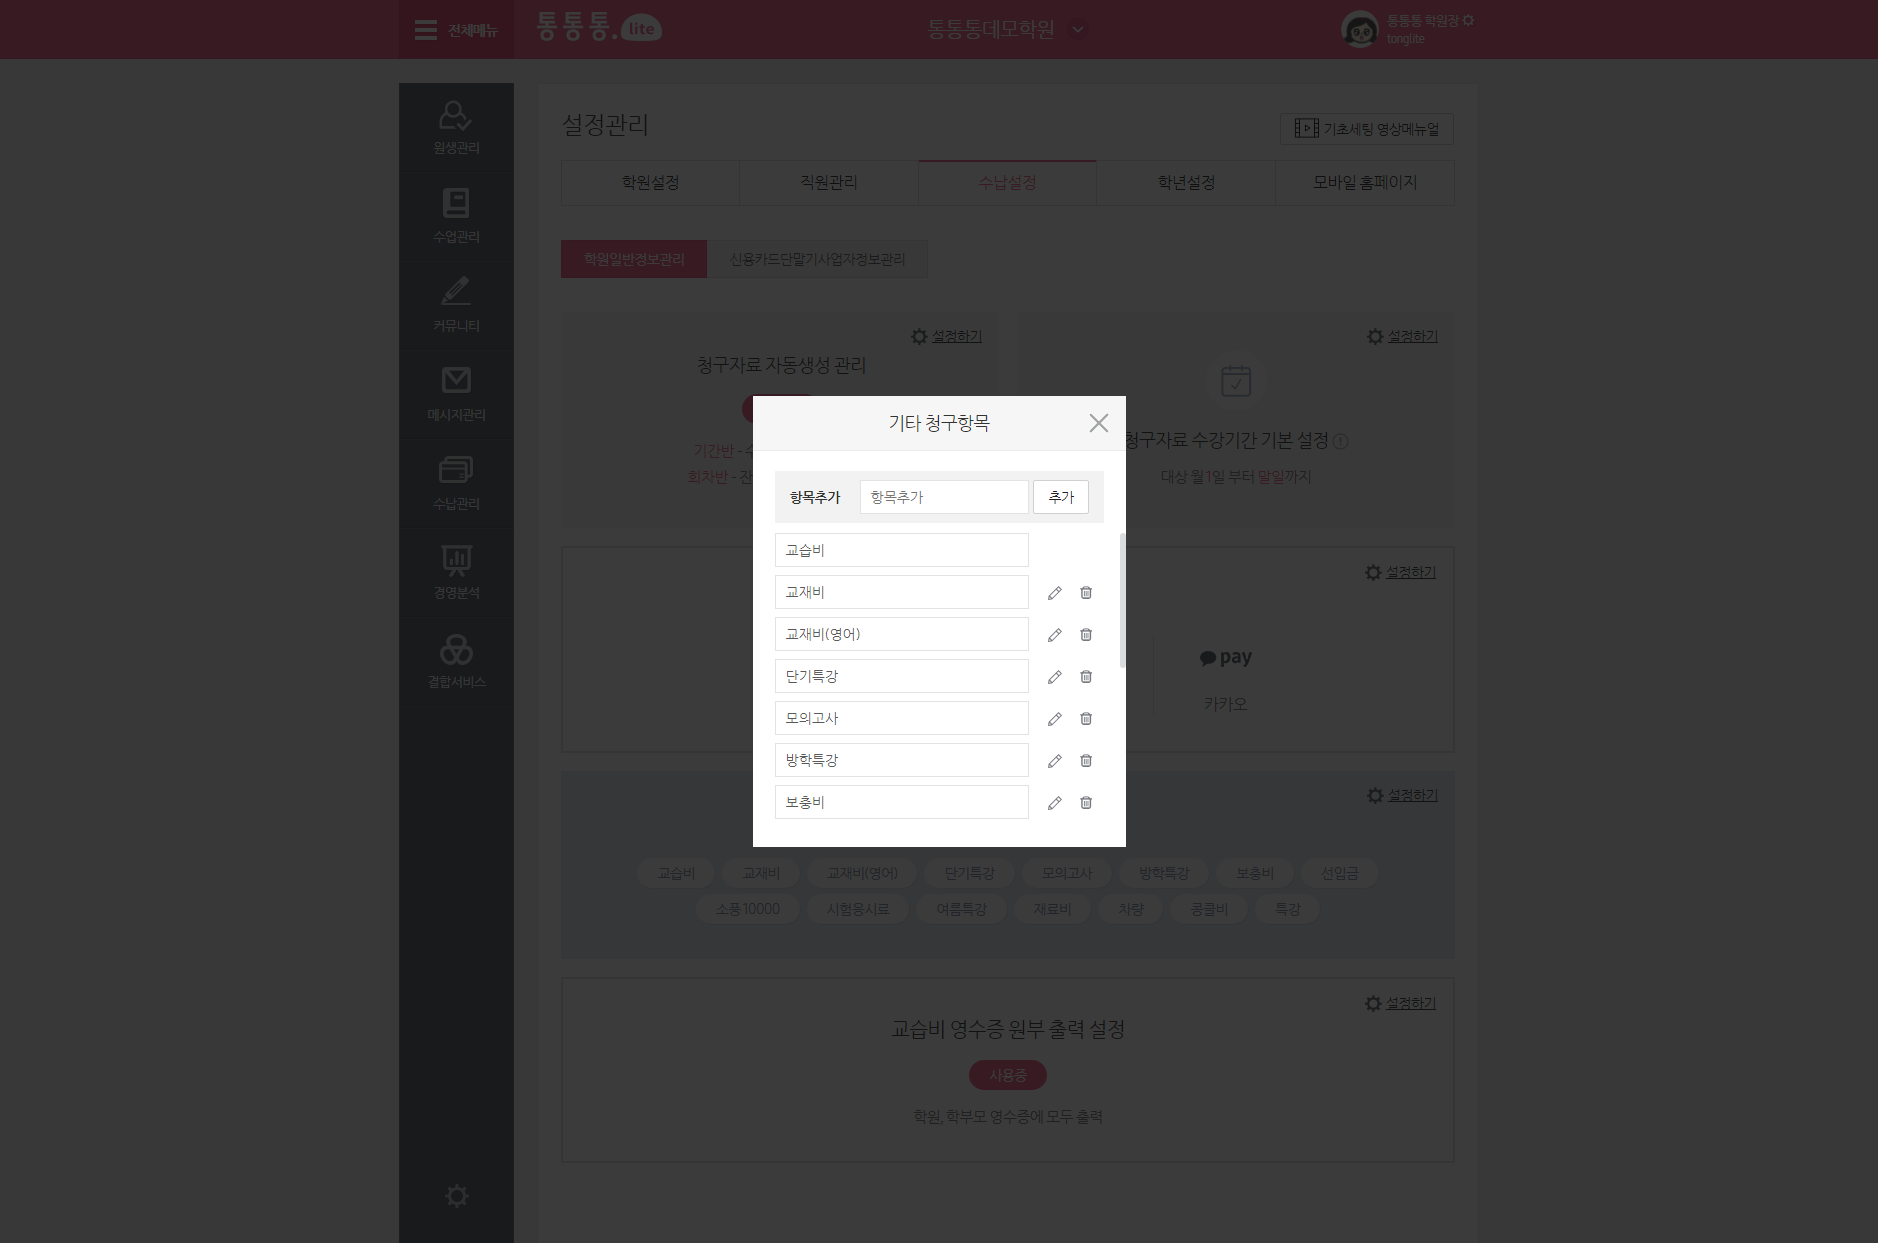 전체메뉴
통통통.lite
통통통데모학원
통통통 학원장
tonglite
원생관리
수업관리
커뮤니티
메시지관리
수납관리
경영분석
결합서비스
설정관리
기초세팅 영상메뉴얼
학원설정 직원관리 수납설정 학년설정 모바일 홈페이지
학원일반정보관리 신용카드단말기사업자정보관리
설정하기
청구자료 자동생성 관리
기간반 -
회차반 - 잔
설정하기
청구자료 수강기간 기본 설정
대상 월1일 부터 말일까지
기타 청구항목
항목추가 항목추가 추가
교습비
교재비
교재비(영어)
단기특강
모의고사
방학특강
보충비
설정하기
pay
카카오
설정하기
교습비 교재비 교재비(영어) 단기특강 모의고사 방학특강 보충비 선입금
소풍10000 시험응시료 여름특강 재료비 차량 콩쿨비 특강
설정하기
교습비 영수증 원부 출력 설정
사용중
학원, 학부모 영수증에 모두 출력